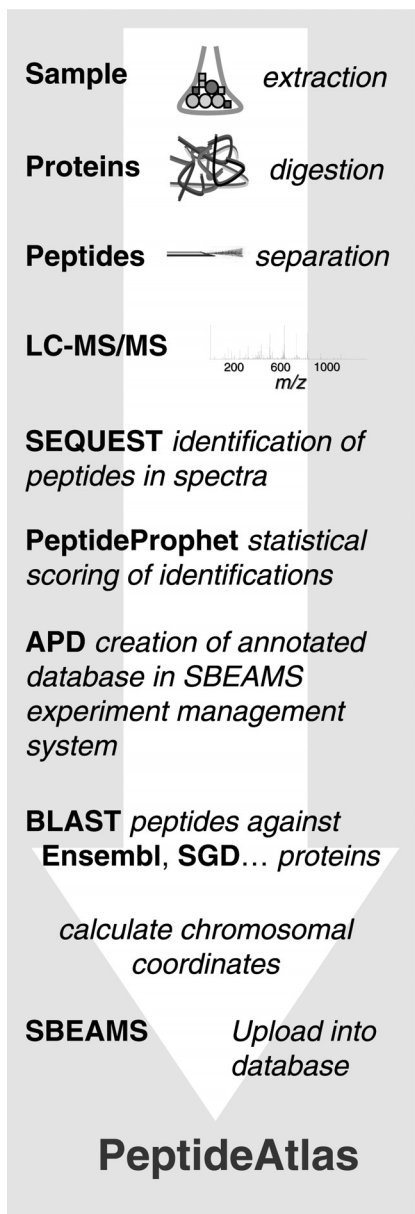 Sample extraction
Proteins digestion
Peptides separation
LC-MS/MS
200 600 1000
m/z
SEQUEST identification of
peptides in spectra
PeptideProphet statistical
scoring of identifications
APD creation of annotated
database in SBEAMS
experiment management
system
BLAST peptides against
Ensembl, SGD... proteins
calculate chromosomal
coordinates
SBEAMS Upload into
database
PeptideAtlas